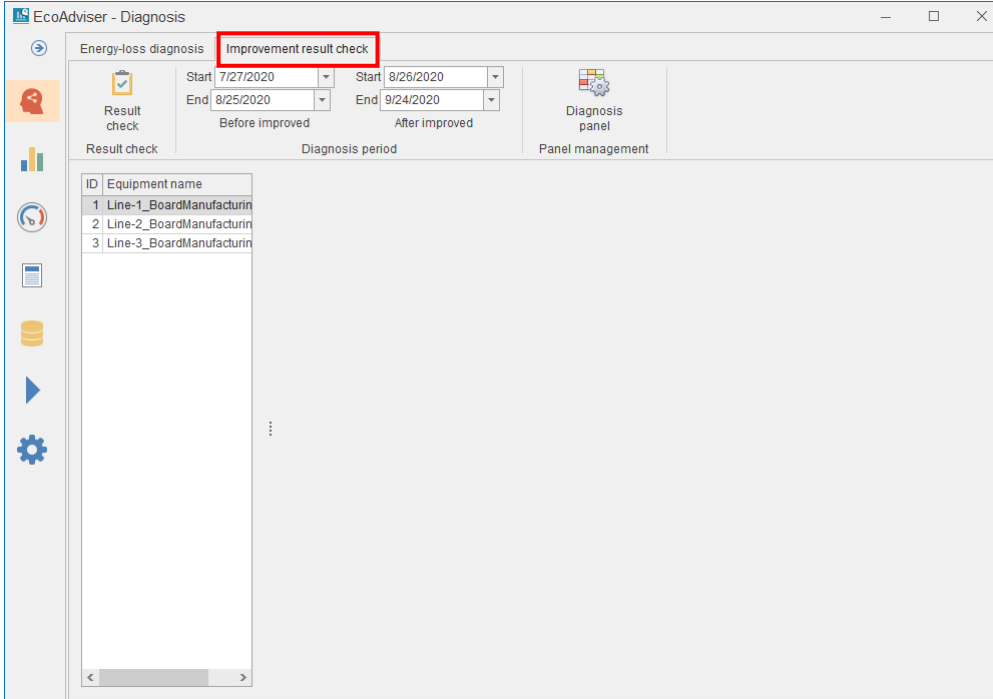 EcoAdviser - Diagnosis
Energy-loss diagnosis Improvement result check
Start 7/27/2020 Start 8/26/2020
End 8/25/2020 End 9/24/2020
Result check
Before improved After improved
Diagnosis panel
Result check Diagnosis period Panel management
ID Equipment name
1 Line-1_BoardManufacturin
2 Line-2_BoardManufacturin
3 Line-3_BoardManufacturin